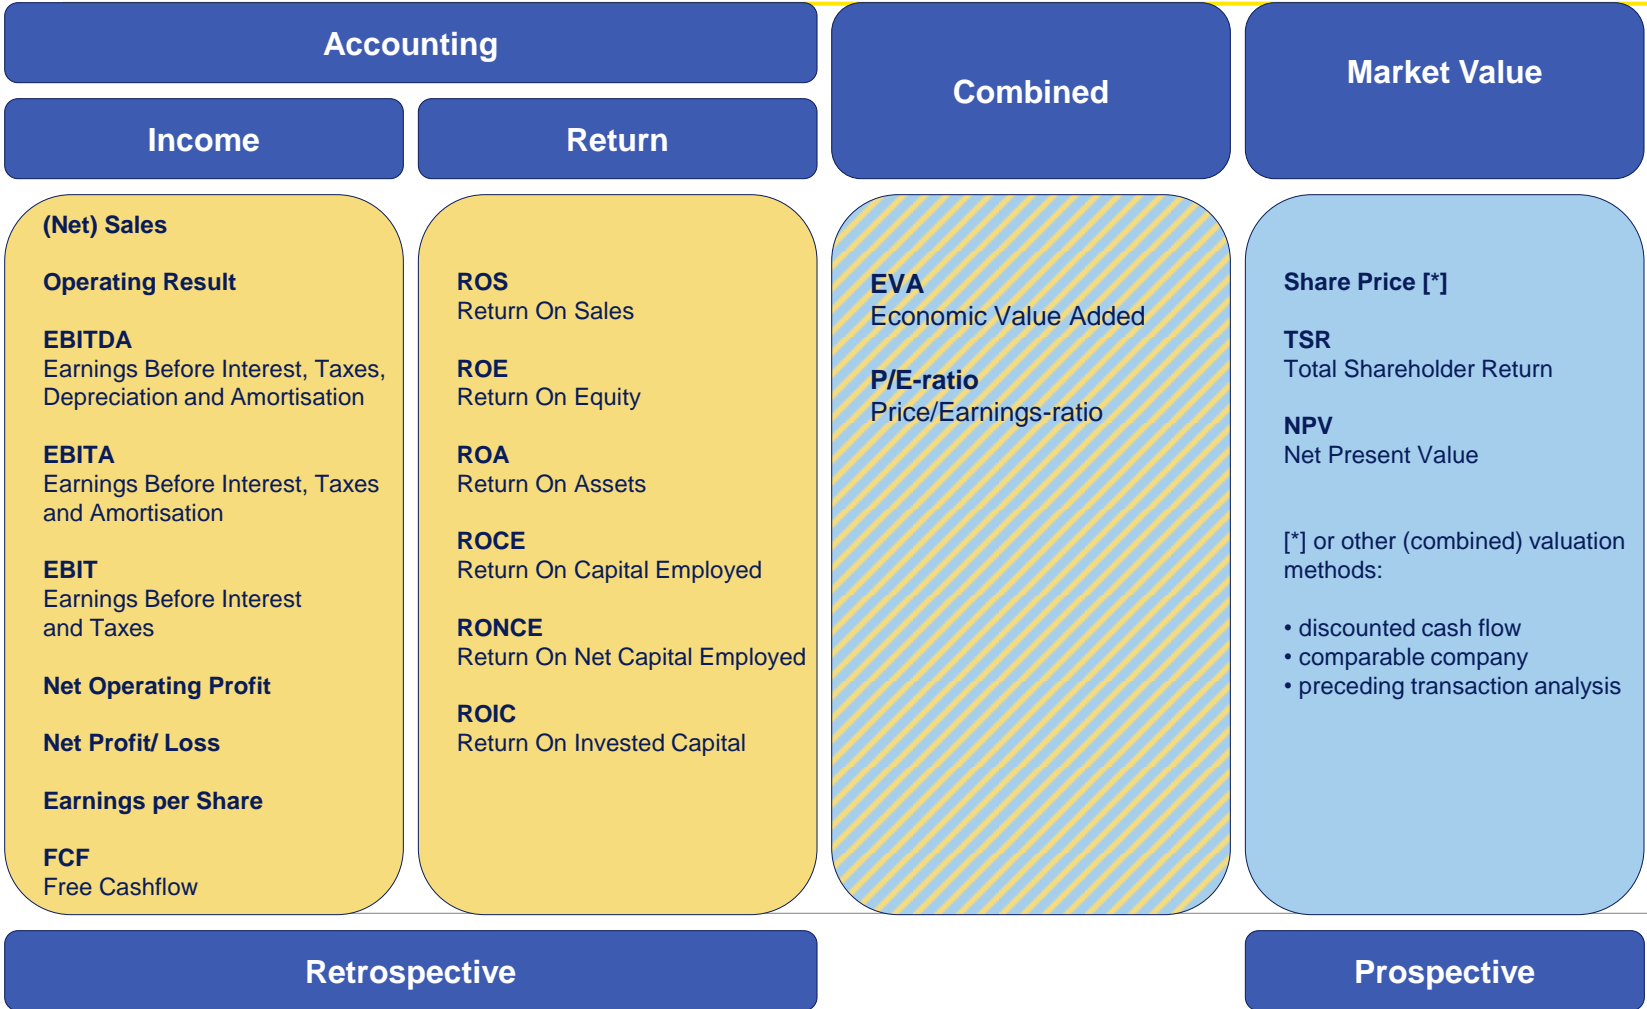 Accounting
Combined
Market Value
Income
Return
(Net) Sales
Operating Result
EBITDA
Earnings Before Interest, Taxes,
Depreciation and Amortisation
EBITA
Earnings Before Interest, Taxes
and Amortisation
EBIT
Earnings Before Interest
and Taxes
Net Operating Profit
Net Profit/ Loss
Earnings per Share
FCF
Free Cashflow
ROS
Return On Sales
ROE
Return On Equity
ROA
Return On Assets
ROCE
Return On Capital Employed
RONCE
Return On Net Capital Employed
ROIC
Return On Invested Capital
EVA
Economic Value Added
P/E-ratio
Price/Earnings-ratio
Share Price [*]
TSR
Total Shareholder Return
NPV
Net Present Value
[*] or other (combined) valuation
methods:
• discounted cash flow
• comparable company
• preceding transaction analysis
Retrospective
Prospective